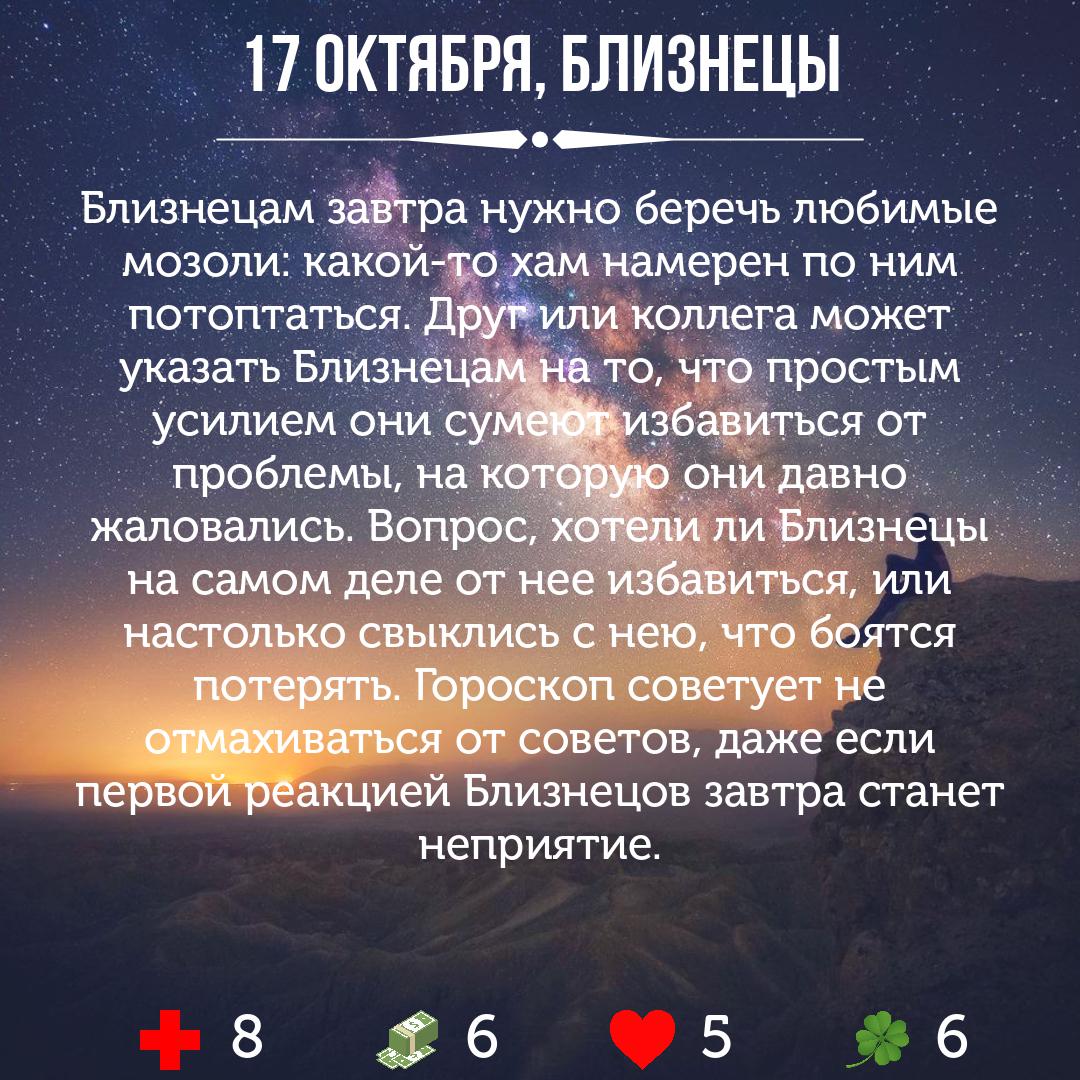 17 ОКТЯБРЯ, БЛИЗНЕЦЫ
Близнецам завтра нужно беречь любимые
мозоли: какой-то хам намерен по ним
потоптаться. Друг или коллега может
указать Близнецам на то, что простым
усилием они сумеют избавиться от
проблемы, на которую они давно
жаловались. Вопрос, хотели ли Близнецы
на самом деле от нее избавиться, или
настолько свыклись с нею, что боятся
потерять. Гороскоп советует не
отмахиваться от советов, даже если
первой реакцией Близнецов завтра станет
неприятие.
8 6 5 6